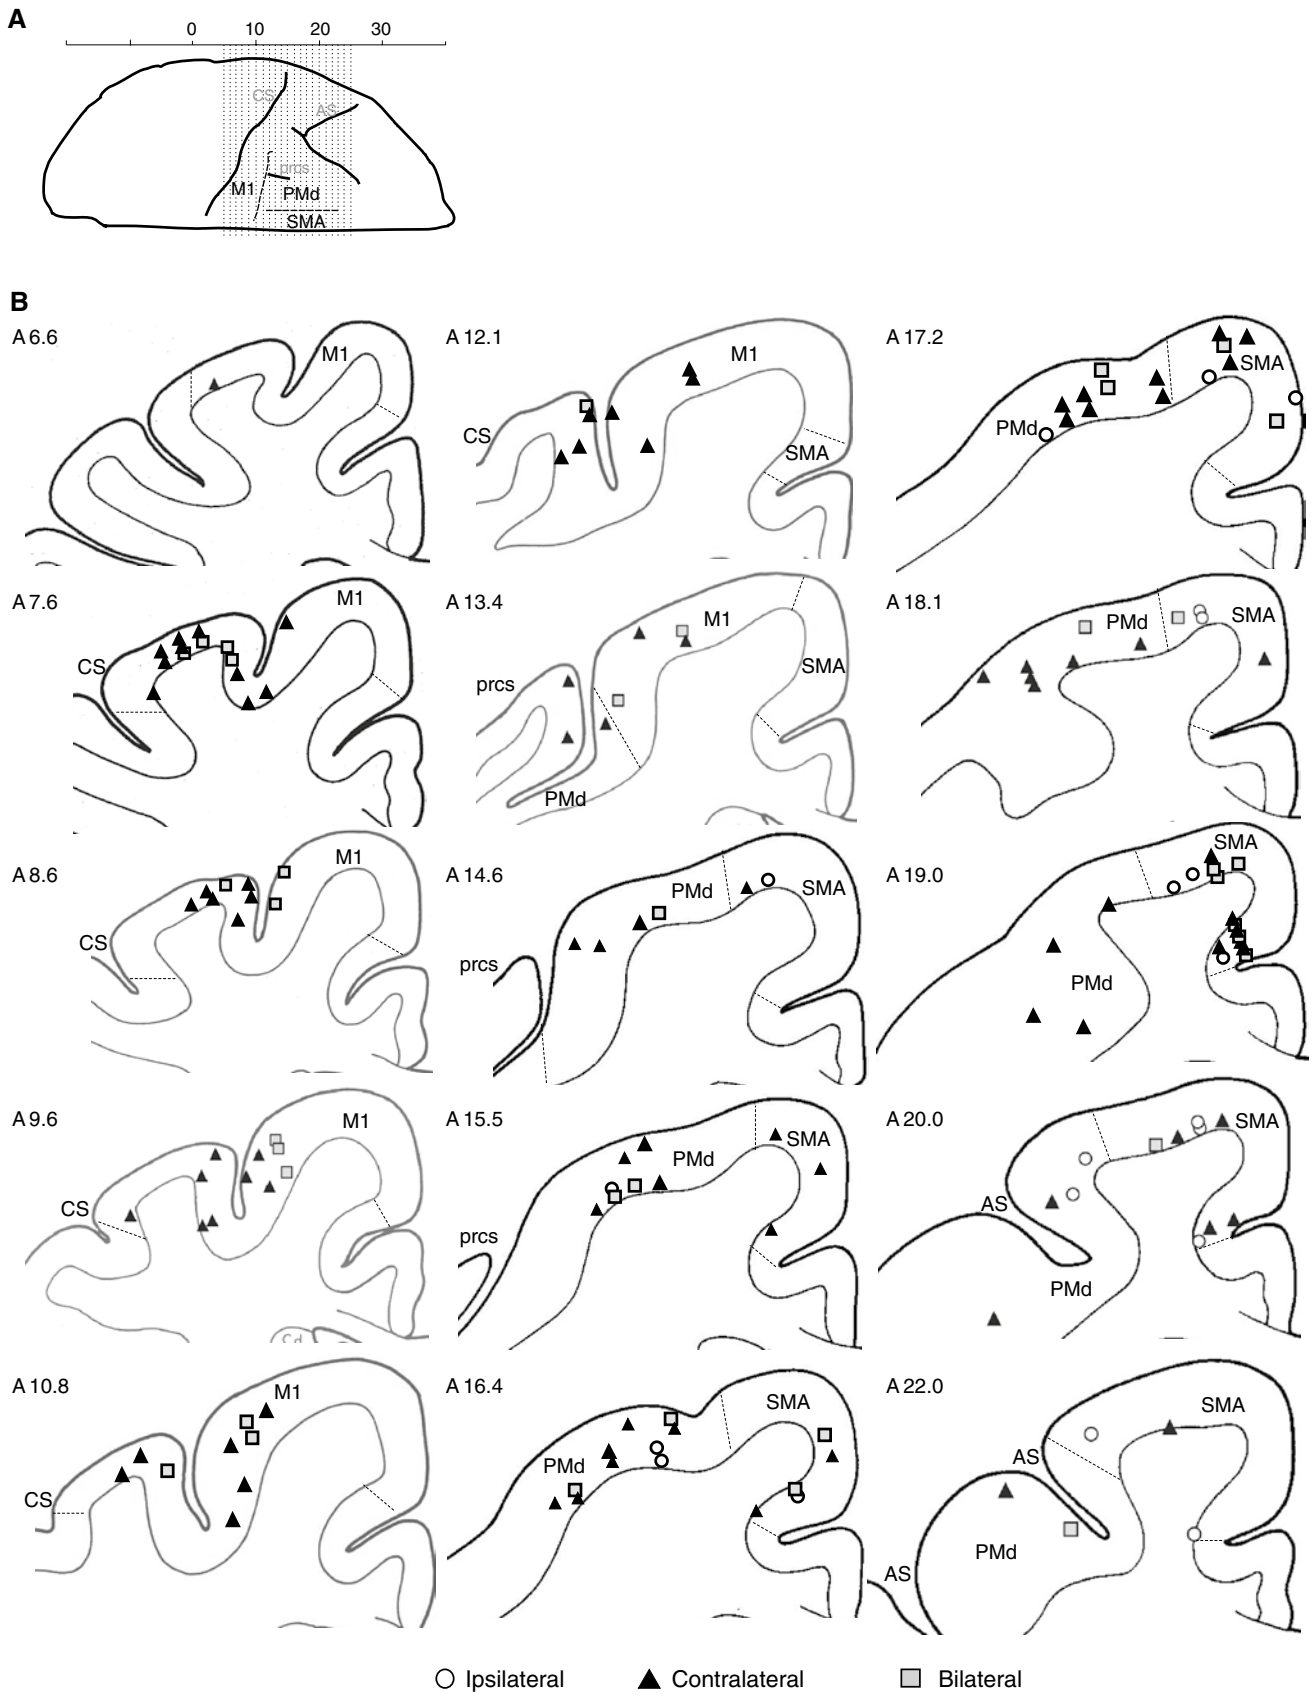 A
0 10 20 30
CS
AS
prcs
M1
PMd
SMA
B
A 6.6
M1
A 12.1
M1
CS
SMA
A 17.2
SMA
PMd
A 7.6
M1
CS
A 13.4
M1
prcs
SMA
PMd
A 18.1
PMd
SMA
A 8.6
M1
CS
A 14.6
PMd
SMA
prcs
A 19.0
SMA
PMd
A 9.6
M1
CS
Cd
A 15.5
PMd
SMA
prcs
A 20.0
SMA
AS
PMd
A 10.8
M1
CS
A 16.4
SMA
PMd
A 22.0
SMA
AS
PMd
AS
Ipsilateral Contralateral Bilateral